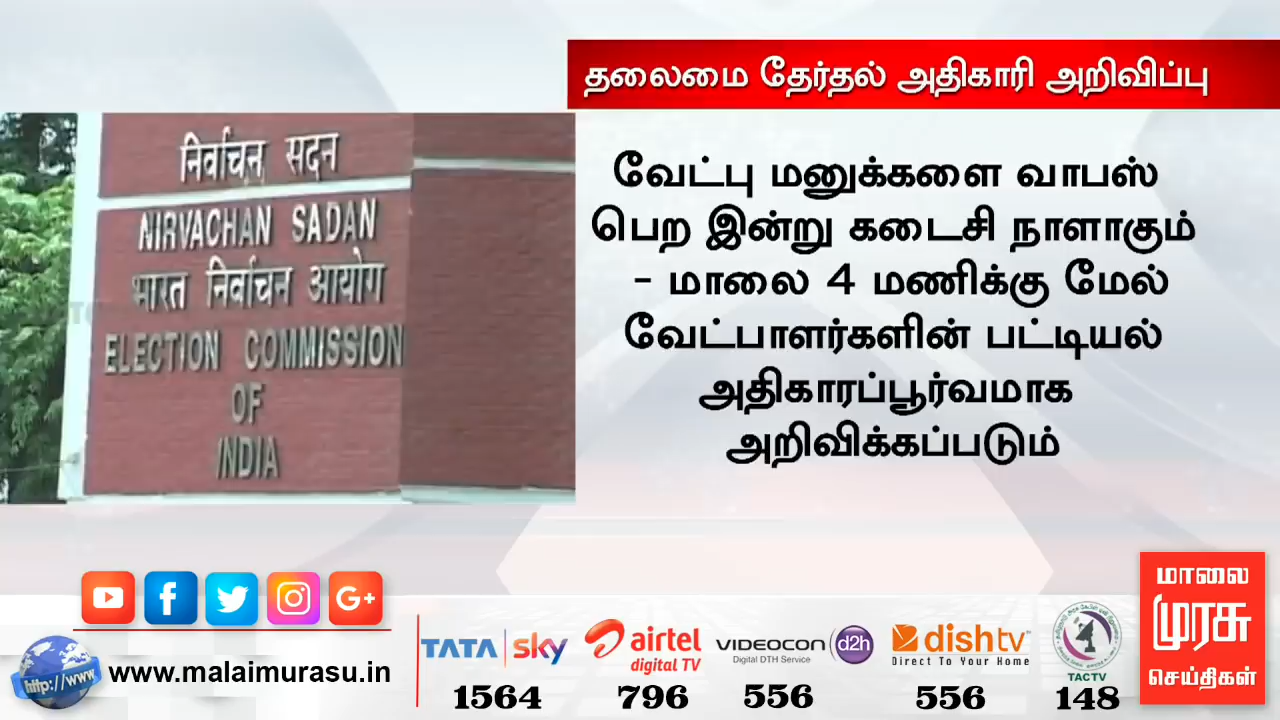 தலைமை தேர்தல் அதிகாரி அறிவிப்பு
निर्वाचन सदन
NIRVACHAN SADAN
भारत निर्वाचन आयोग
ELECTION COMMISSION
OF
INDIA
வேட்பு மனுக்களை வாபஸ்
பெற இன்று கடைசி நாளாகும்
- மாலை 4 மணிக்கு மேல்
வேட்பாளர்களின் பட்டியல்
அதிகாரப்பூர்வமாக
அறிவிக்கப்படும்
G+
http://www
www.malaimurasu.in
TATA sky
1564
airtel
digital TV
796
VIDEOCON d2h
Digital DTH Service
556
dishtv
Direct To Your Home
556
TACTV
148
மாலை
முரசு
செய்திகள்